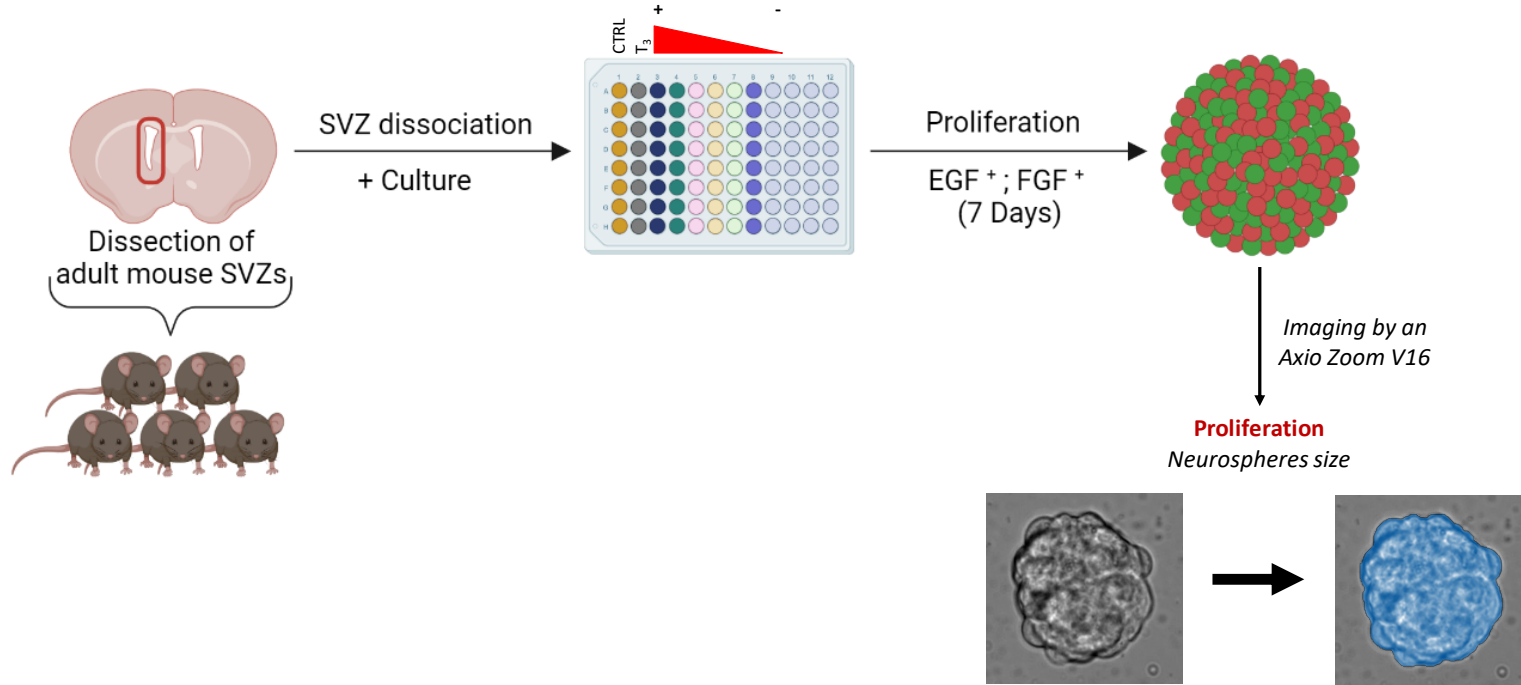 + -
CTRL
T₃
1 2 3 4 5 6 7 8 9 10 11 12
A
B
C
D
E
F
G
H
SVZ dissociation
+ Culture
Proliferation
EGF ⁺ ; FGF ⁺
(7 Days)
Dissection of
adult mouse SVZs
Imaging by an
Axio Zoom V16
Proliferation
Neurospheres size